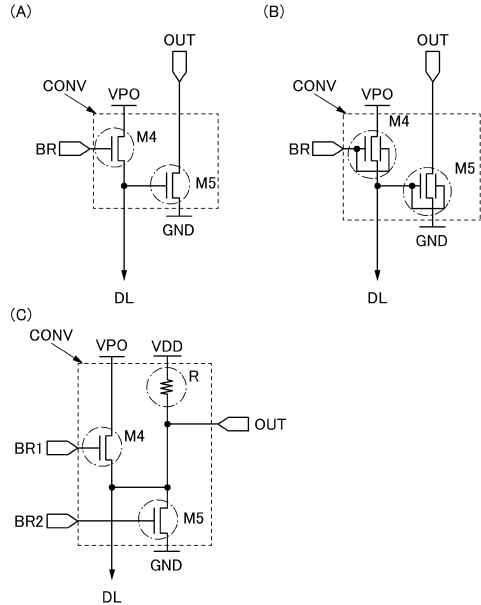 (A)
OUT
CONV
VPO
M4
BR
M5
GND
DL
(B)
OUT
CONV
VPO
M4
BR
M5
GND
DL
(C)
CONV
VPO
VDD
R
OUT
M4
BR1
BR2
M5
GND
DL